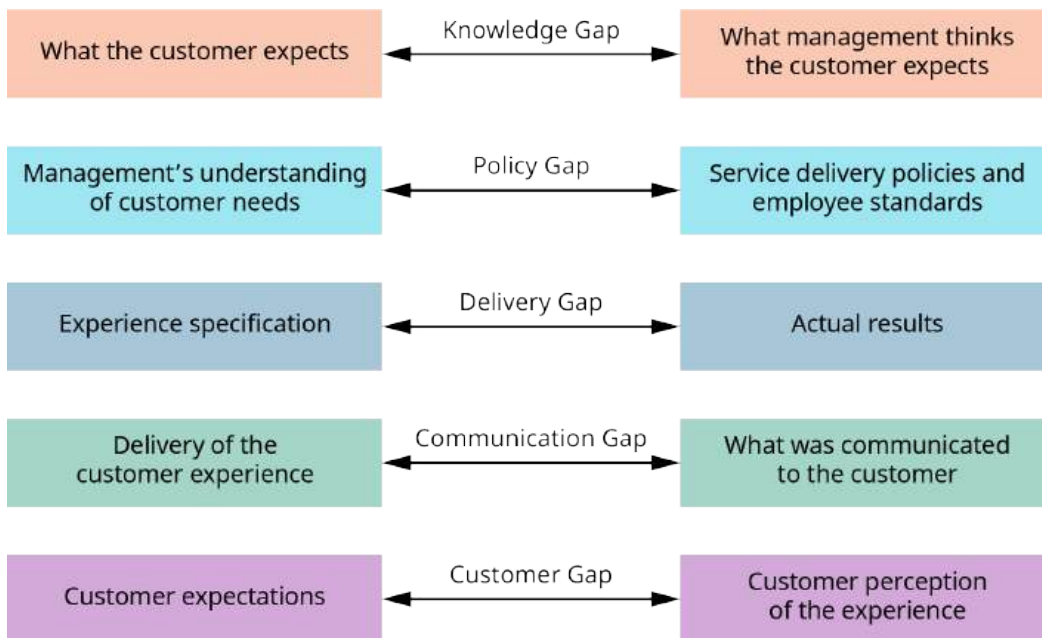 What the customer expects
Knowledge Gap
What management thinks
the customer expects
Management’s understanding
of customer needs
Policy Gap
Service delivery policies and
employee standards
Experience specification
Delivery Gap
Actual results
Delivery of the
customer experience
Communication Gap
What was communicated
to the customer
Customer expectations
Customer Gap
Customer perception
of the experience